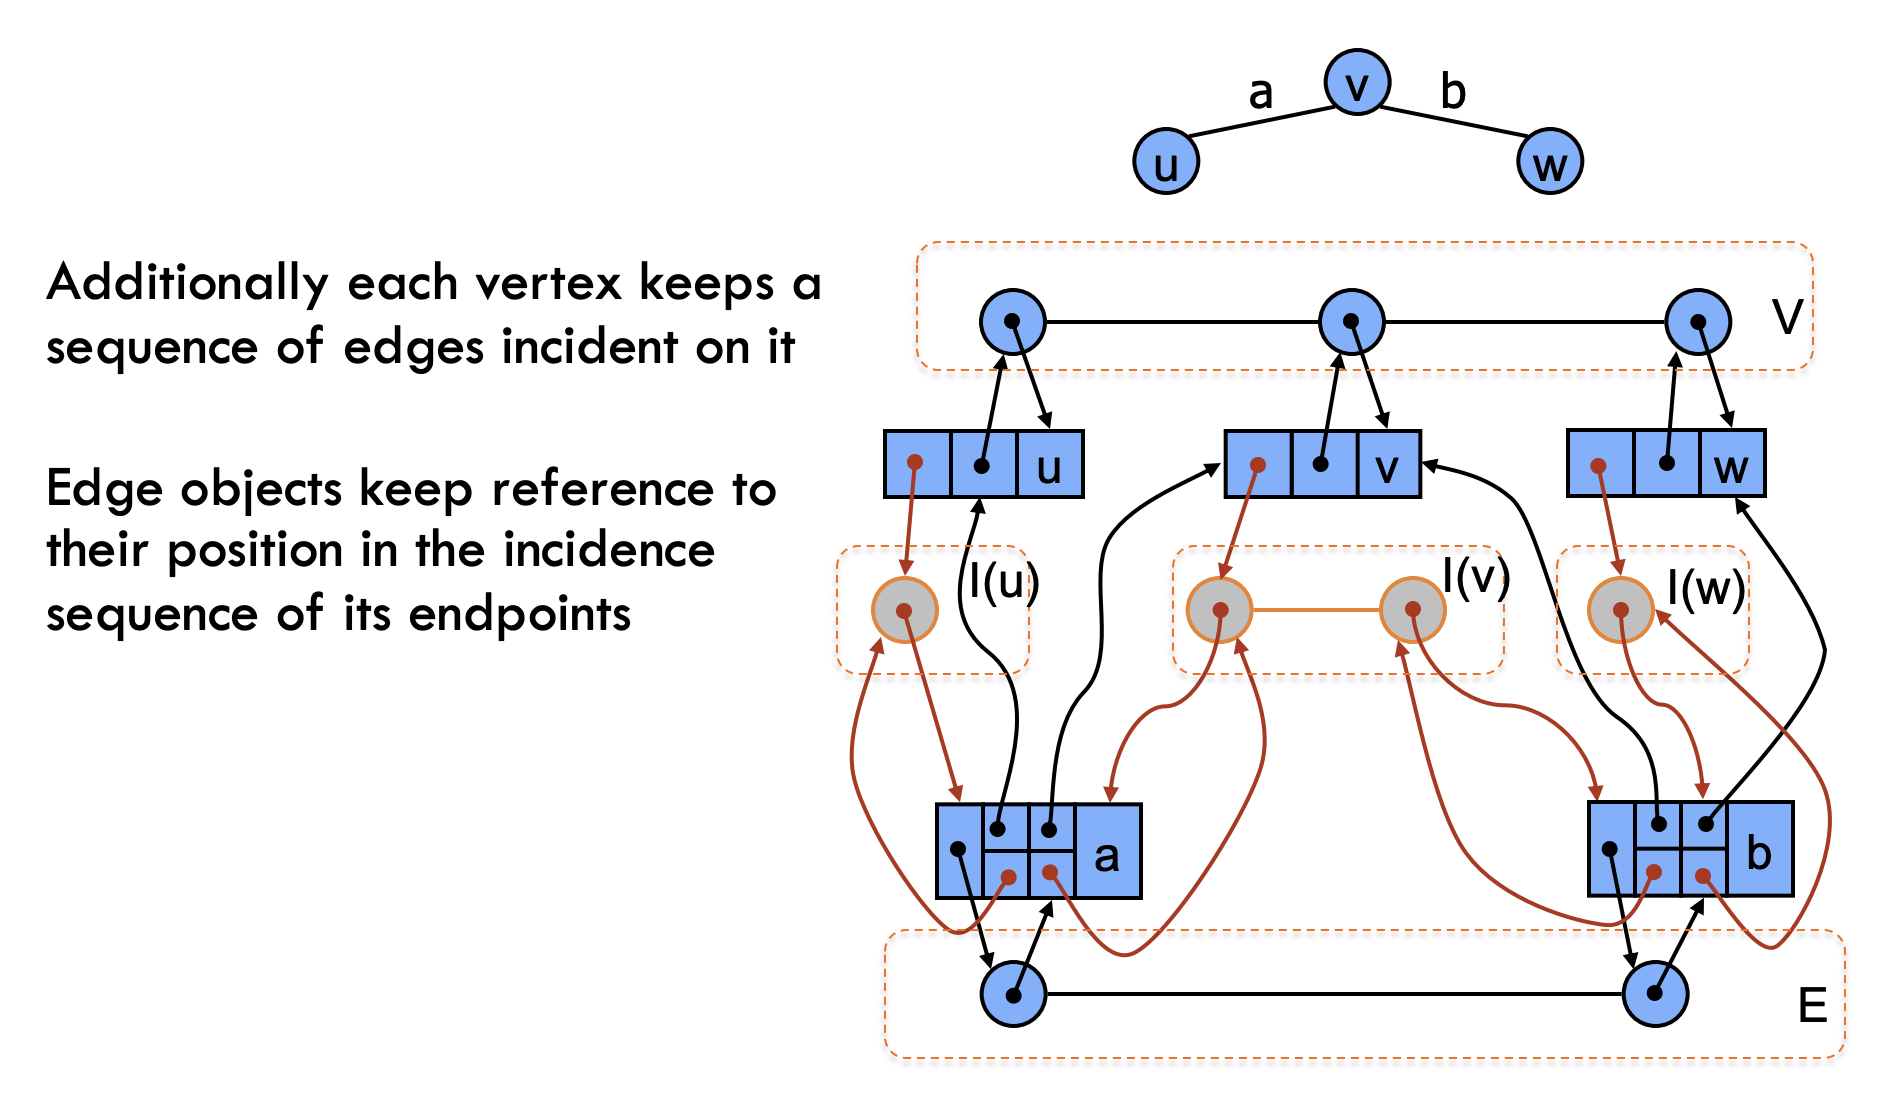 a
v
b
u
w
Additionally each vertex keeps a
sequence of edges incident on it
V
Edge objects keep reference to
their position in the incidence
sequence of its endpoints
u
v
w
I(u)
I(v)
I(w)
a
b
E